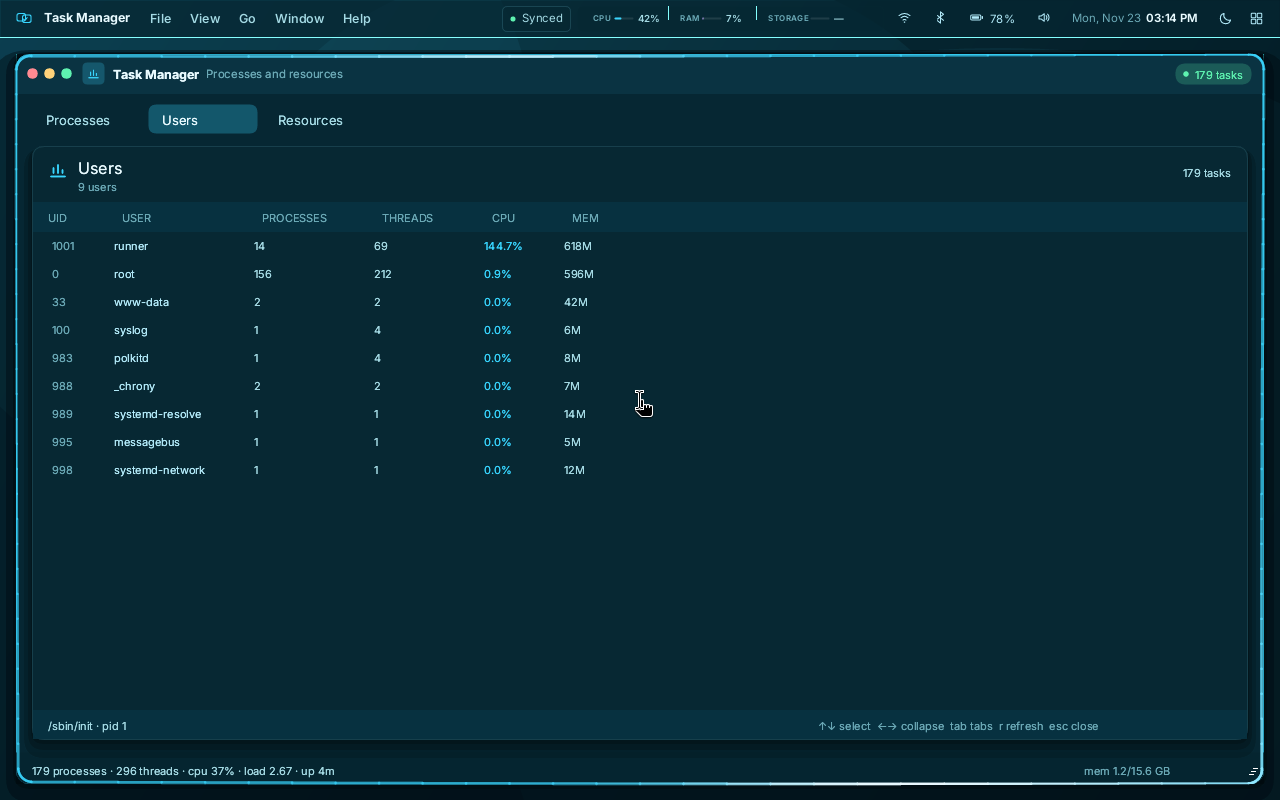 Task Manager File View Go Window Help Synced CPU 42% RAM 7% STORAGE — 78% Mon, Nov 23 03:14 PM
Task Manager Processes and resources 179 tasks
Processes Users Resources
Users
9 users
179 tasks
UID USER PROCESSES THREADS CPU MEM
1001 runner 14 69 144.7% 618M
0 root 156 212 0.9% 596M
33 www-data 2 2 0.0% 42M
100 syslog 1 4 0.0% 6M
983 polkitd 1 4 0.0% 8M
988 _chrony 2 2 0.0% 7M
989 systemd-resolve 1 1 0.0% 14M
995 messagebus 1 1 0.0% 5M
998 systemd-network 1 1 0.0% 12M
/sbin/init · pid 1 ↑↓ select ←→ collapse tab tabs r refresh esc close
179 processes · 296 threads · cpu 37% · load 2.67 · up 4m mem 1.2/15.6 GB